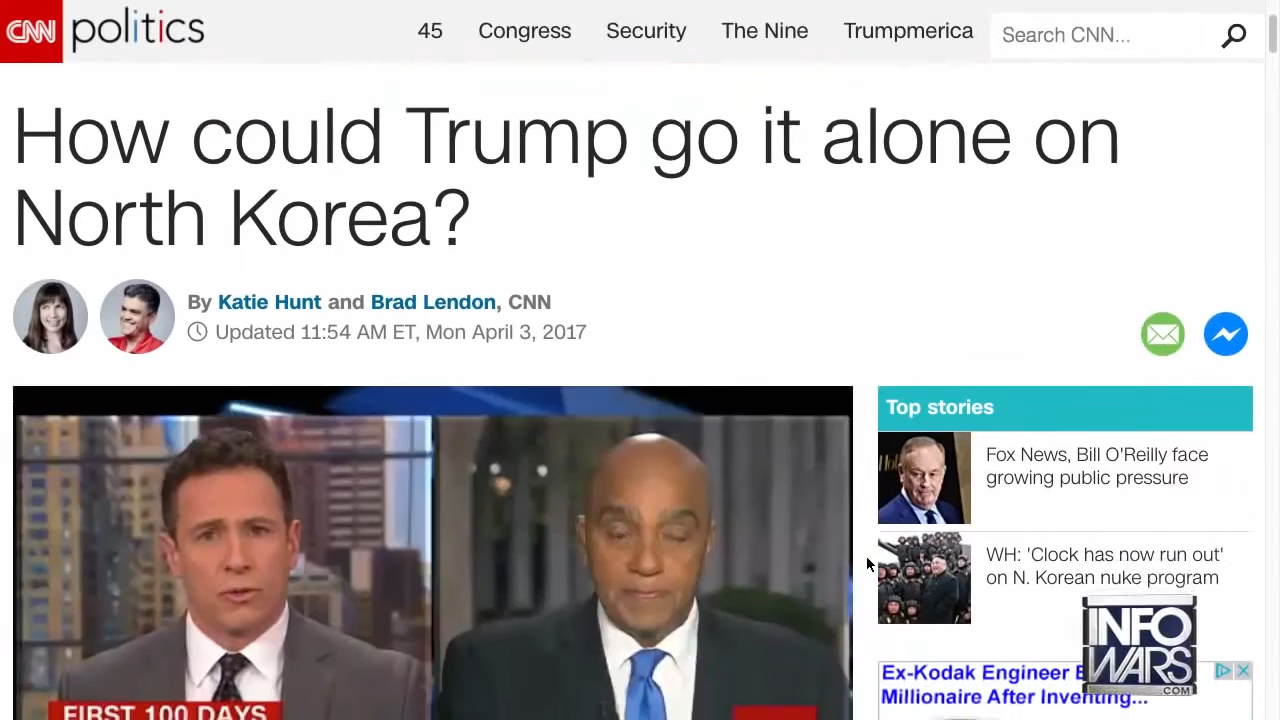 CNN politics
45 Congress Security The Nine Trumpmerica Search CNN...
How could Trump go it alone on
North Korea?
By Katie Hunt and Brad Lendon, CNN
Updated 11:54 AM ET, Mon April 3, 2017
Top stories
Fox News, Bill O'Reilly face
growing public pressure
WH: 'Clock has now run out'
on N. Korean nuke program
INFO
WARS
.COM
Ex-Kodak Engineer
Millionaire After Inventing...
FIRST 100 DAYS